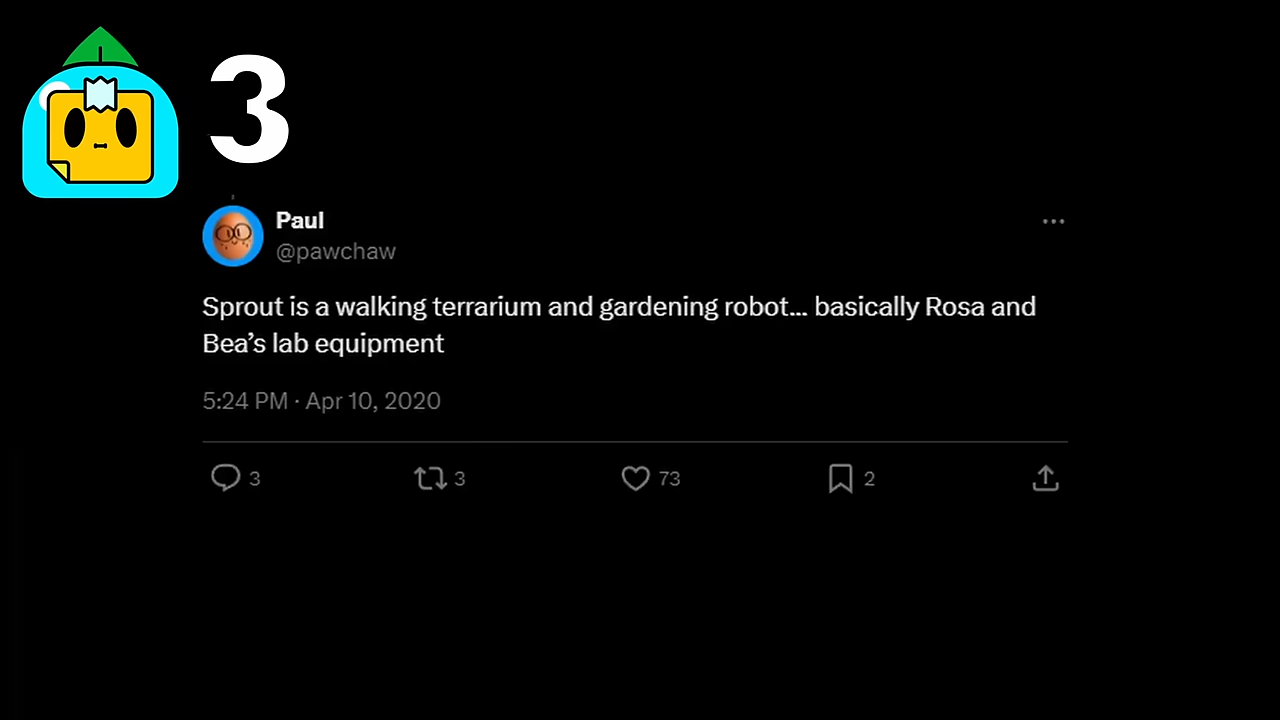 3
Paul
@pawchaw
Sprout is a walking terrarium and gardening robot... basically Rosa and
Bea’s lab equipment
5:24 PM · Apr 10, 2020
3
3
73
2